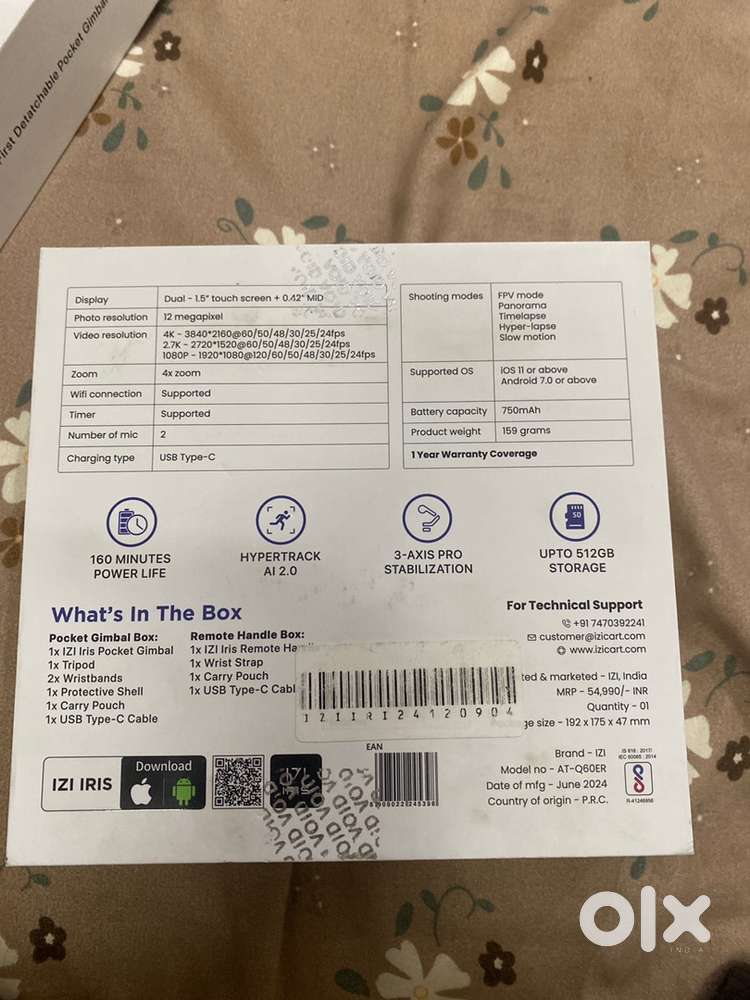 First Detatchable Pocket Gimbal
Display Dual - 1.5" touch screen + 0.42" MID
Photo resolution 12 megapixel
Video resolution 4K - 3840*2160@60/50/48/30/25/24fps
2.7K - 2720*1520@60/50/48/30/25/24fps
1080P - 1920*1080@120/60/50/48/30/25/24fps
Zoom 4x zoom
Wifi connection Supported
Timer Supported
Number of mic 2
Charging type USB Type-C
Shooting modes FPV mode
Panorama
Timelapse
Hyper-lapse
Slow motion
Supported OS iOS 11 or above
Android 7.0 or above
Battery capacity 750mAh
Product weight 159 grams
1 Year Warranty Coverage
160 MINUTES
POWER LIFE
HYPERTRACK
AI 2.0
3-AXIS PRO
STABILIZATION
SD
UPTO 512GB
STORAGE
What's In The Box
Pocket Gimbal Box:
1x IZI Iris Pocket Gimbal
1x Tripod
2x Wristbands
1x Protective Shell
1x Carry Pouch
1x USB Type-C Cable
Remote Handle Box:
1x IZI Iris Remote
1x Wrist Strap
1x Carry Pouch
1x USB Type-C
For Technical Support
+91 7470392241
customer@izicart.com
www.izicart.com
& marketed - IZI, India
MRP - 54,990/- INR
Quantity - 01
size - 192 x 175 x 47 mm
IZIIRI24120904
EAN
IZI IRIS
Download
Brand - IZI
Model no - AT-Q60ER
Date of mfg - June 2024
Country of origin - P.R.C.
VOID VOID VOID
olx
INDIA